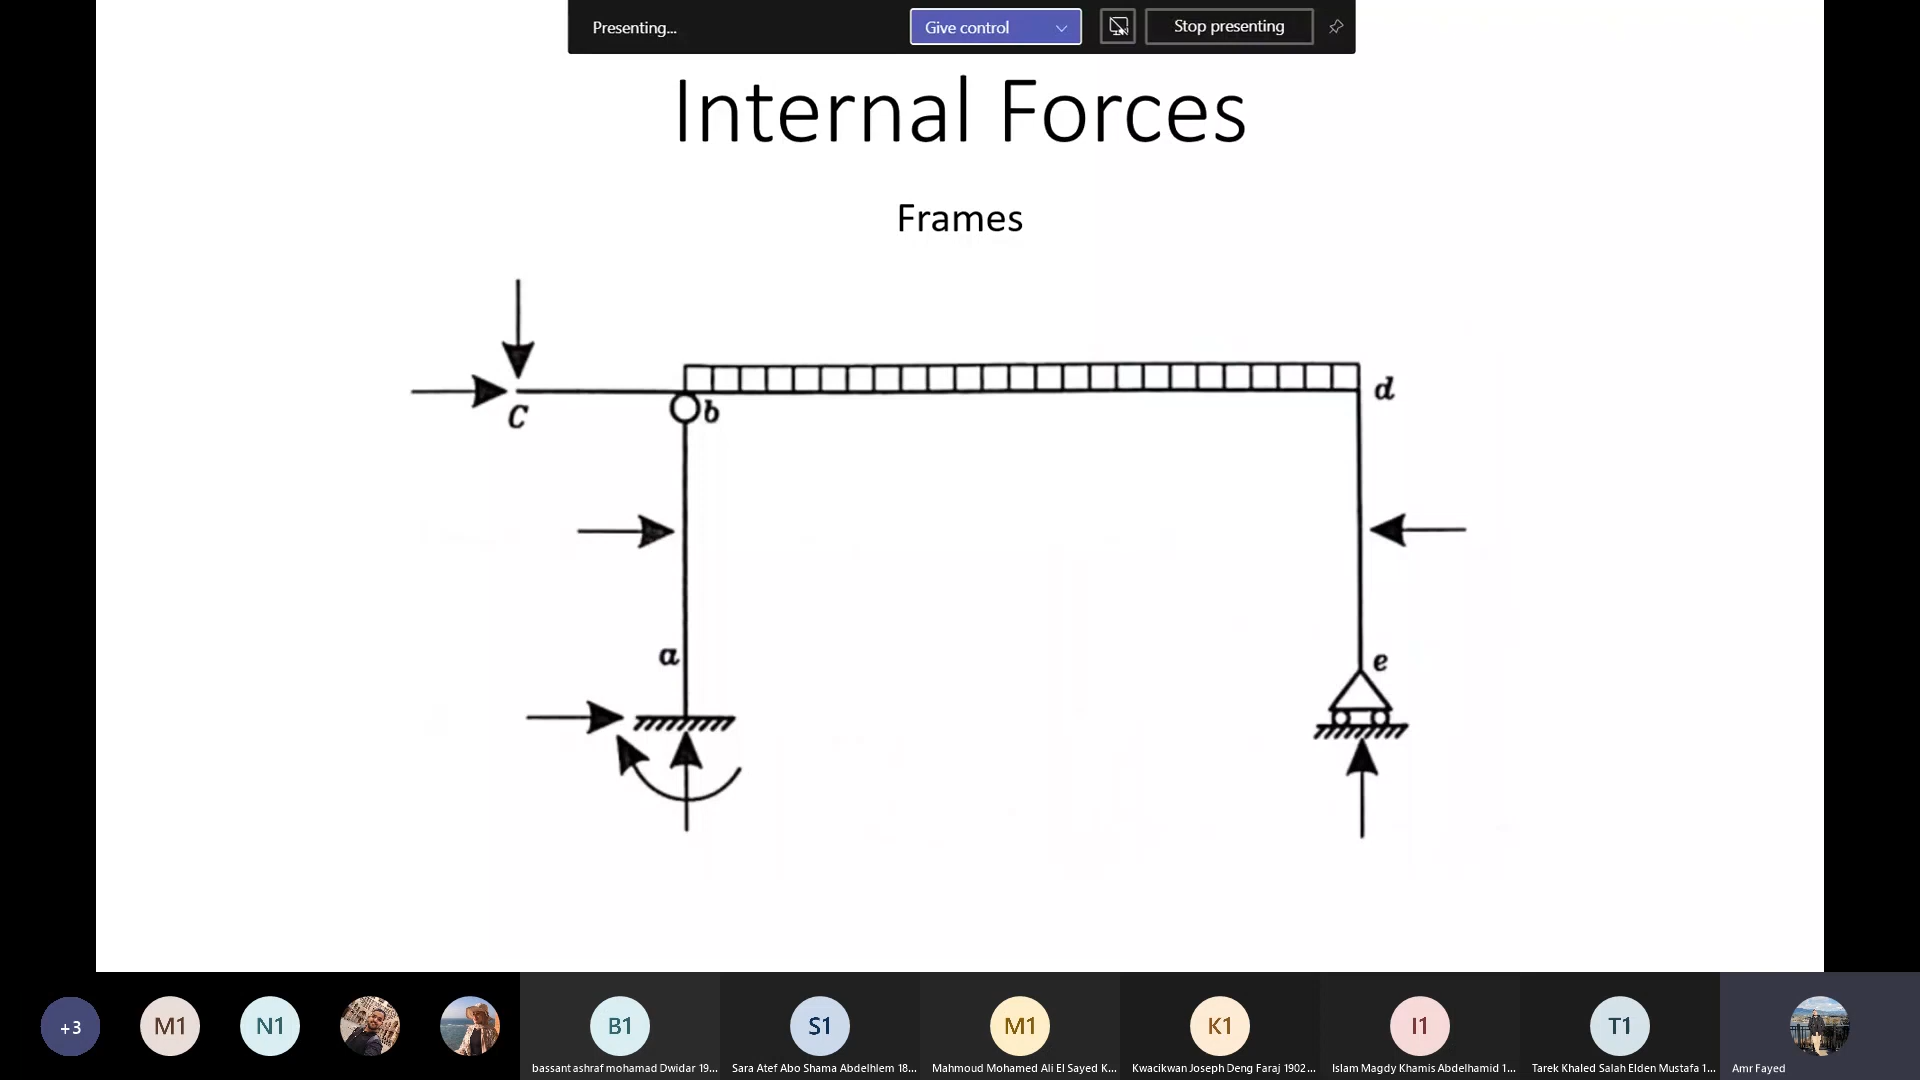 Presenting...
Give control
Stop presenting
Internal Forces
Frames
C
b
d
a
e
+3
M1
N1
B1
S1
M1
K1
I1
T1
bassant ashraf mohamad Dwidar 19...
Sara Atef Abo Shama Abdelhlem 18...
Mahmoud Mohamed Ali El Sayed K...
Kwacikwan Joseph Deng Faraj 1902...
Islam Magdy Khamis Abdelhamid 1...
Tarek Khaled Salah Elden Mustafa 1...
Amr Fayed